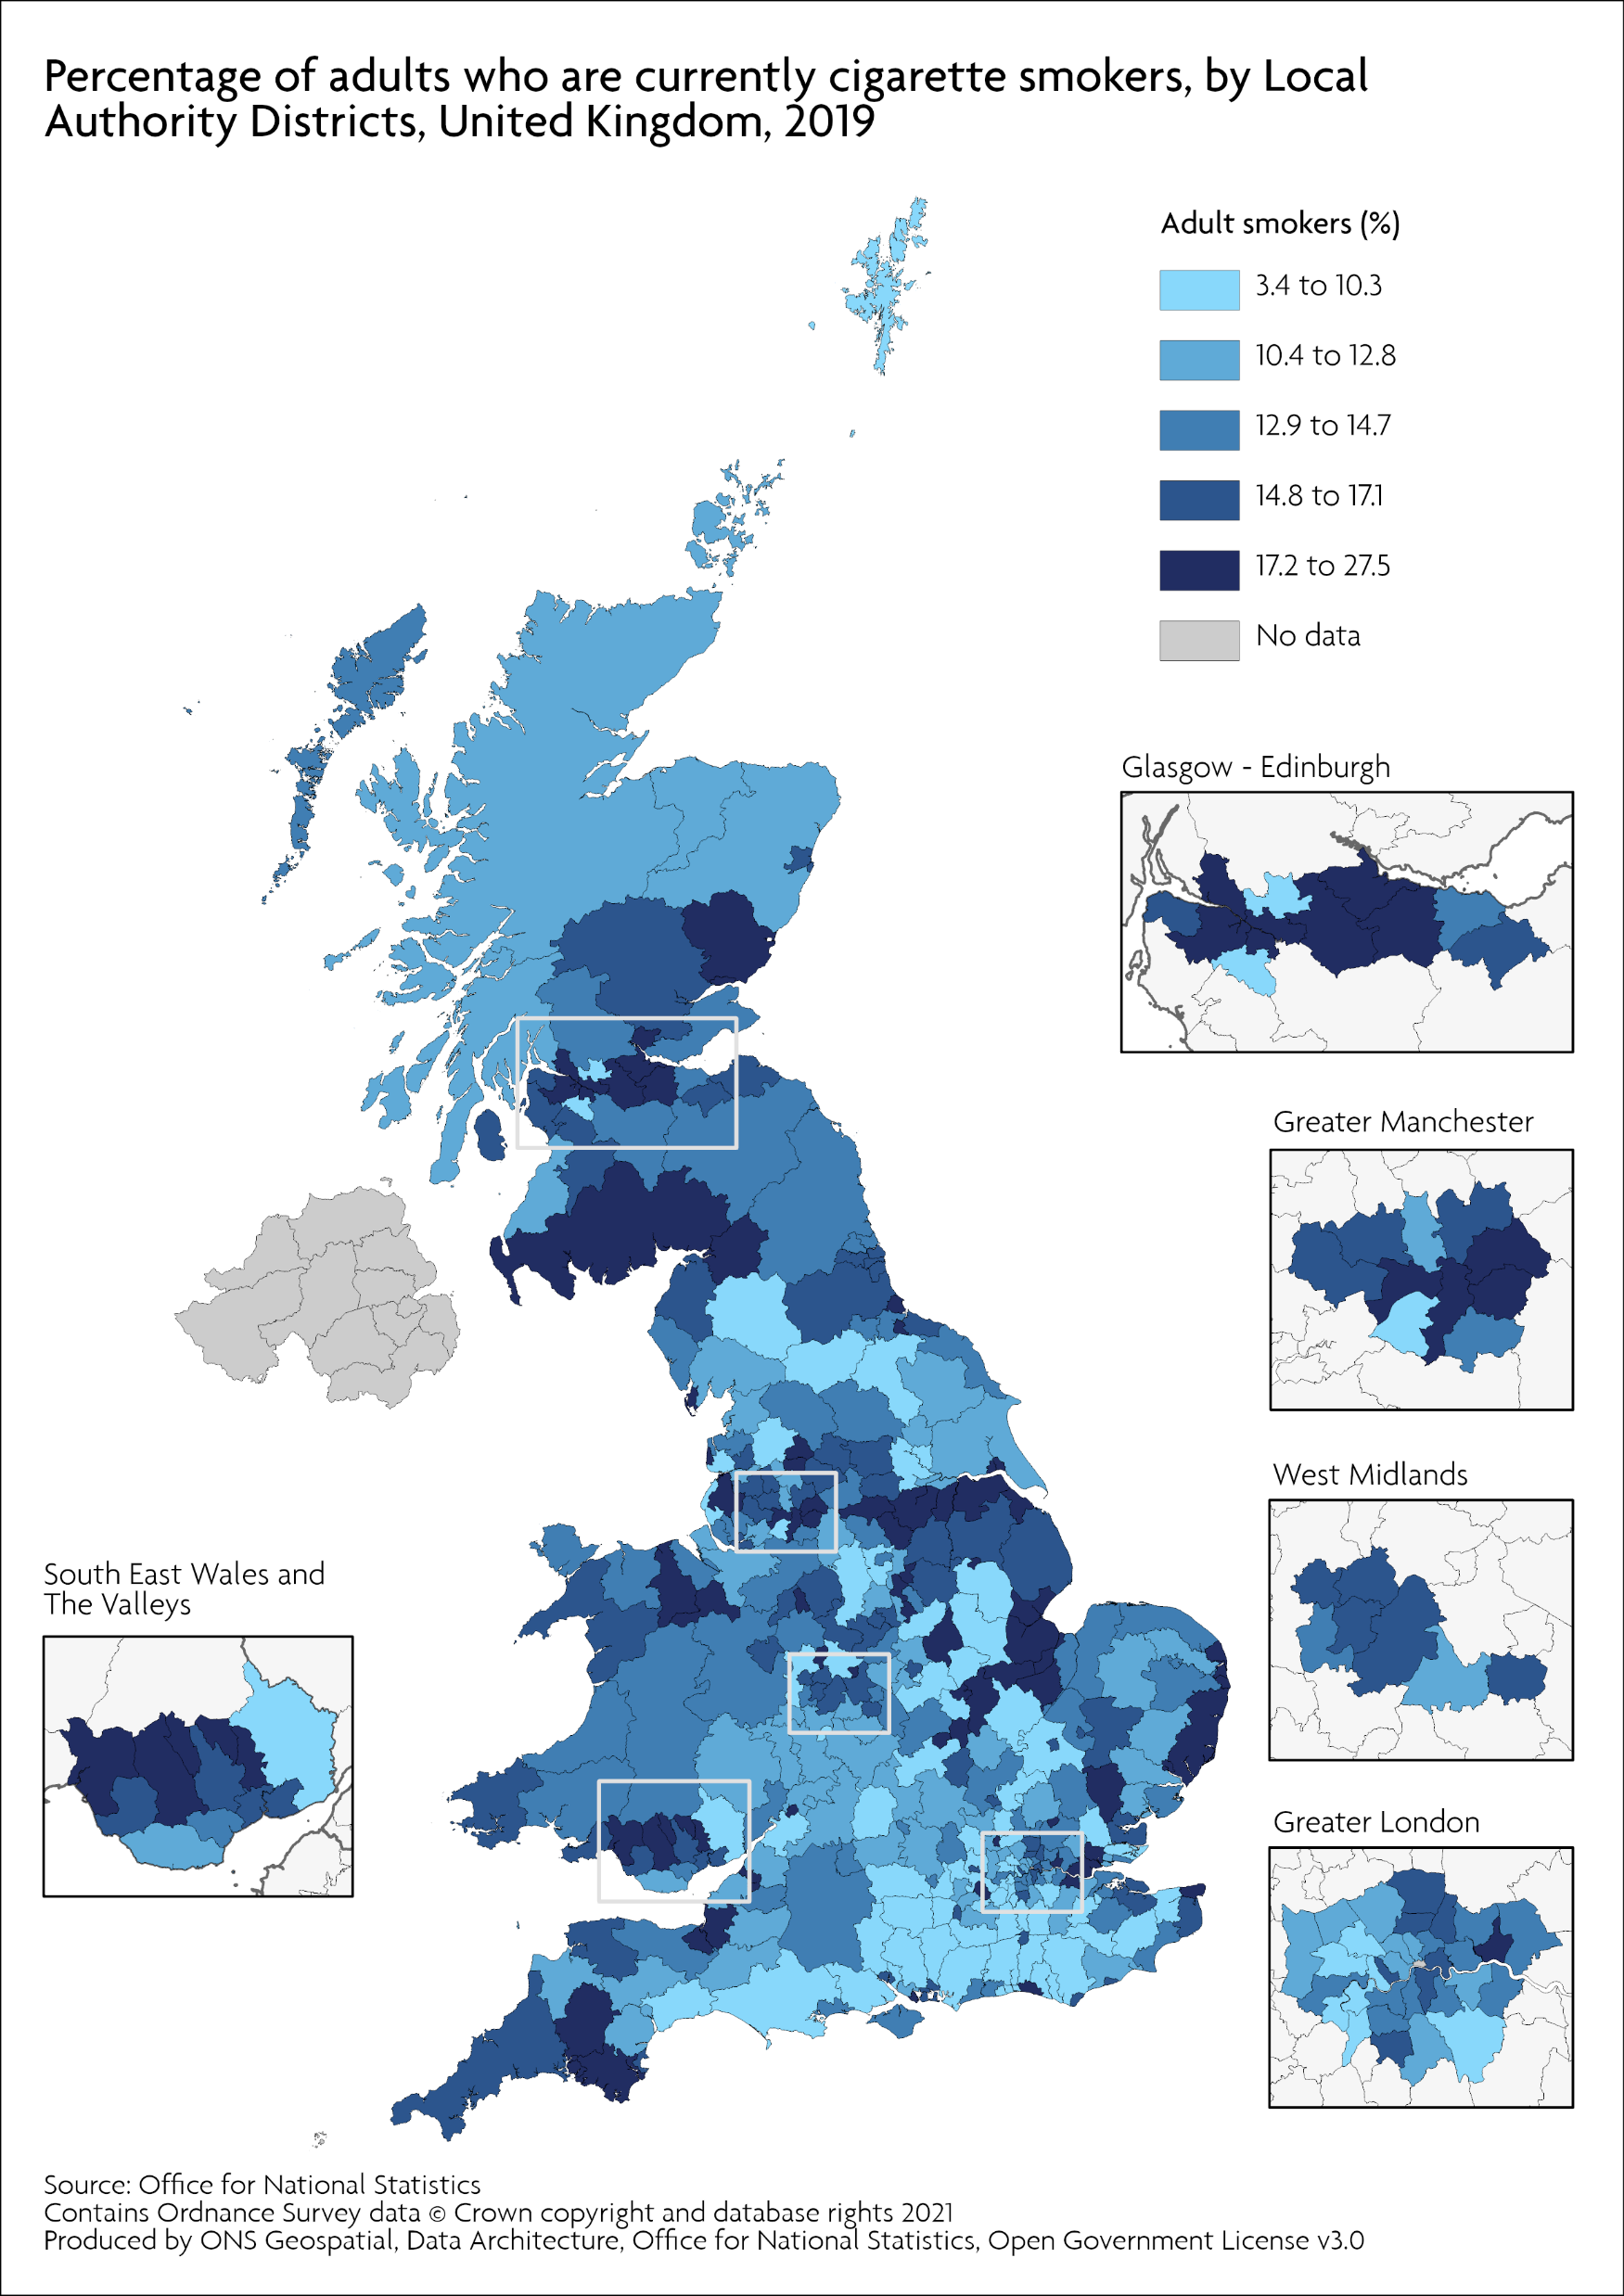 Percentage of adults who are currently cigarette smokers, by Local
Authority Districts, United Kingdom, 2019
Adult smokers (%)
3.4 to 10.3
10.4 to 12.8
12.9 to 14.7
14.8 to 17.1
17.2 to 27.5
No data
Glasgow - Edinburgh
Greater Manchester
West Midlands
South East Wales and
The Valleys
Greater London
Source: Office for National Statistics
Contains Ordnance Survey data © Crown copyright and database rights 2021
Produced by ONS Geospatial, Data Architecture, Office for National Statistics, Open Government License v3.0